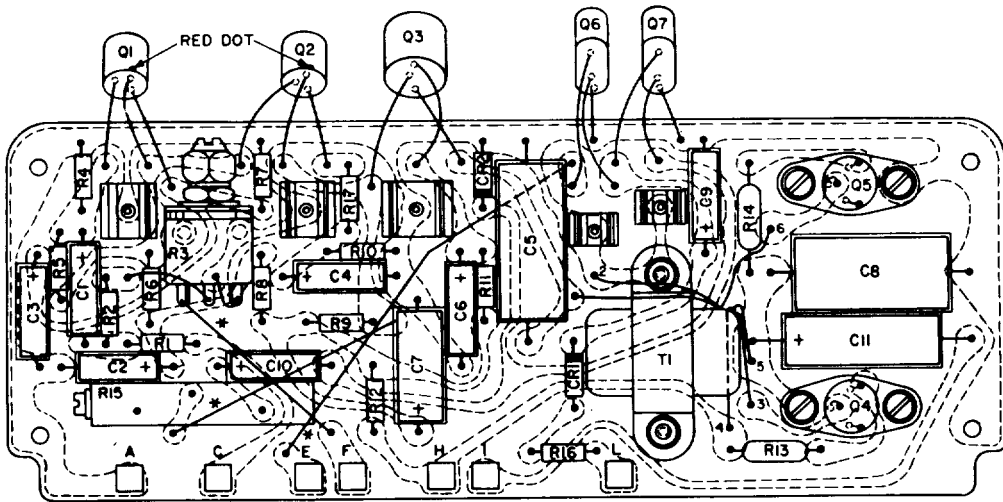 Q1
RED DOT
Q2
Q3
Q6
Q7
R4
R7
R17
CR2
C9
R14
Q5
6
R3
R10
C5
R5
C1
R6
R8
C4
C6
R11
2
C8
C3
R2
*
R9
C7
R1
C11
T1
5
C2
C10
CR1
R15
*
R12
3
Q4
*
4
A
C
E
F
H
I
R16
L
R13
+
+
+
+
+
+
+
+
+
+